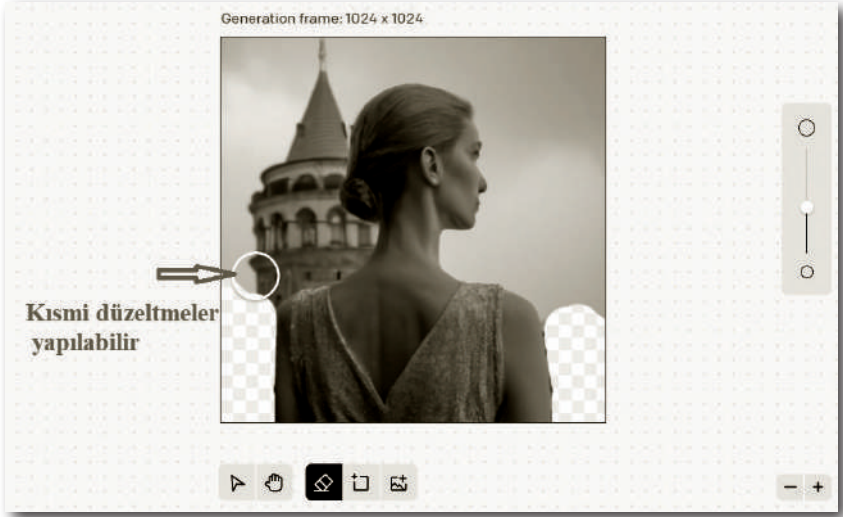 Generation frame: 1024 x 1024
Kısmi düzeltmeler
yapılabilir